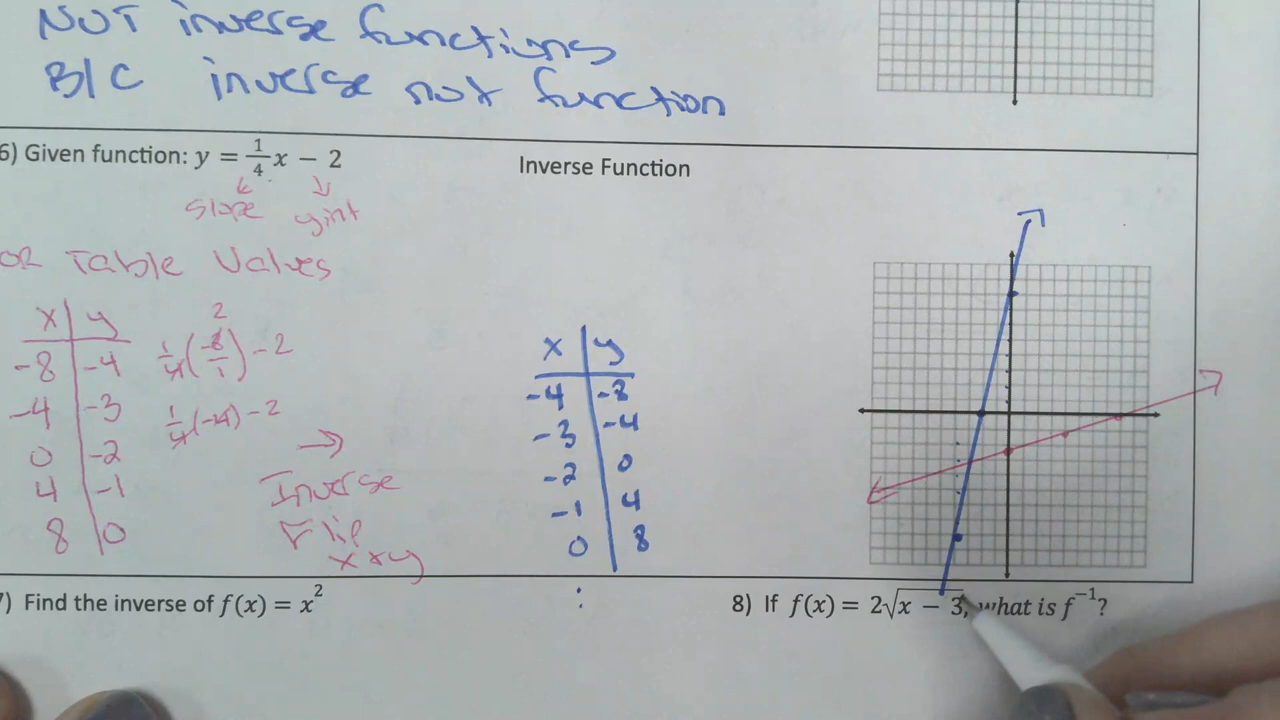 NOT inverse functions
B/C inverse not function
6) Given function: y = 1/4 x − 2
Inverse Function
slope yint
OR Table Values
x | y
-8 | -4
-4 | -3
0 | -2
4 | -1
8 | 0
2
1/4(-8/1) - 2
1/4(-4) - 2
→
Inverse
Flip
x + y
x | y
-4 | -8
-3 | -4
-2 | 0
-1 | 4
0 | 8
:
7) Find the inverse of f(x) = x²
8) If f(x) = 2√(x − 3), what is f⁻¹?